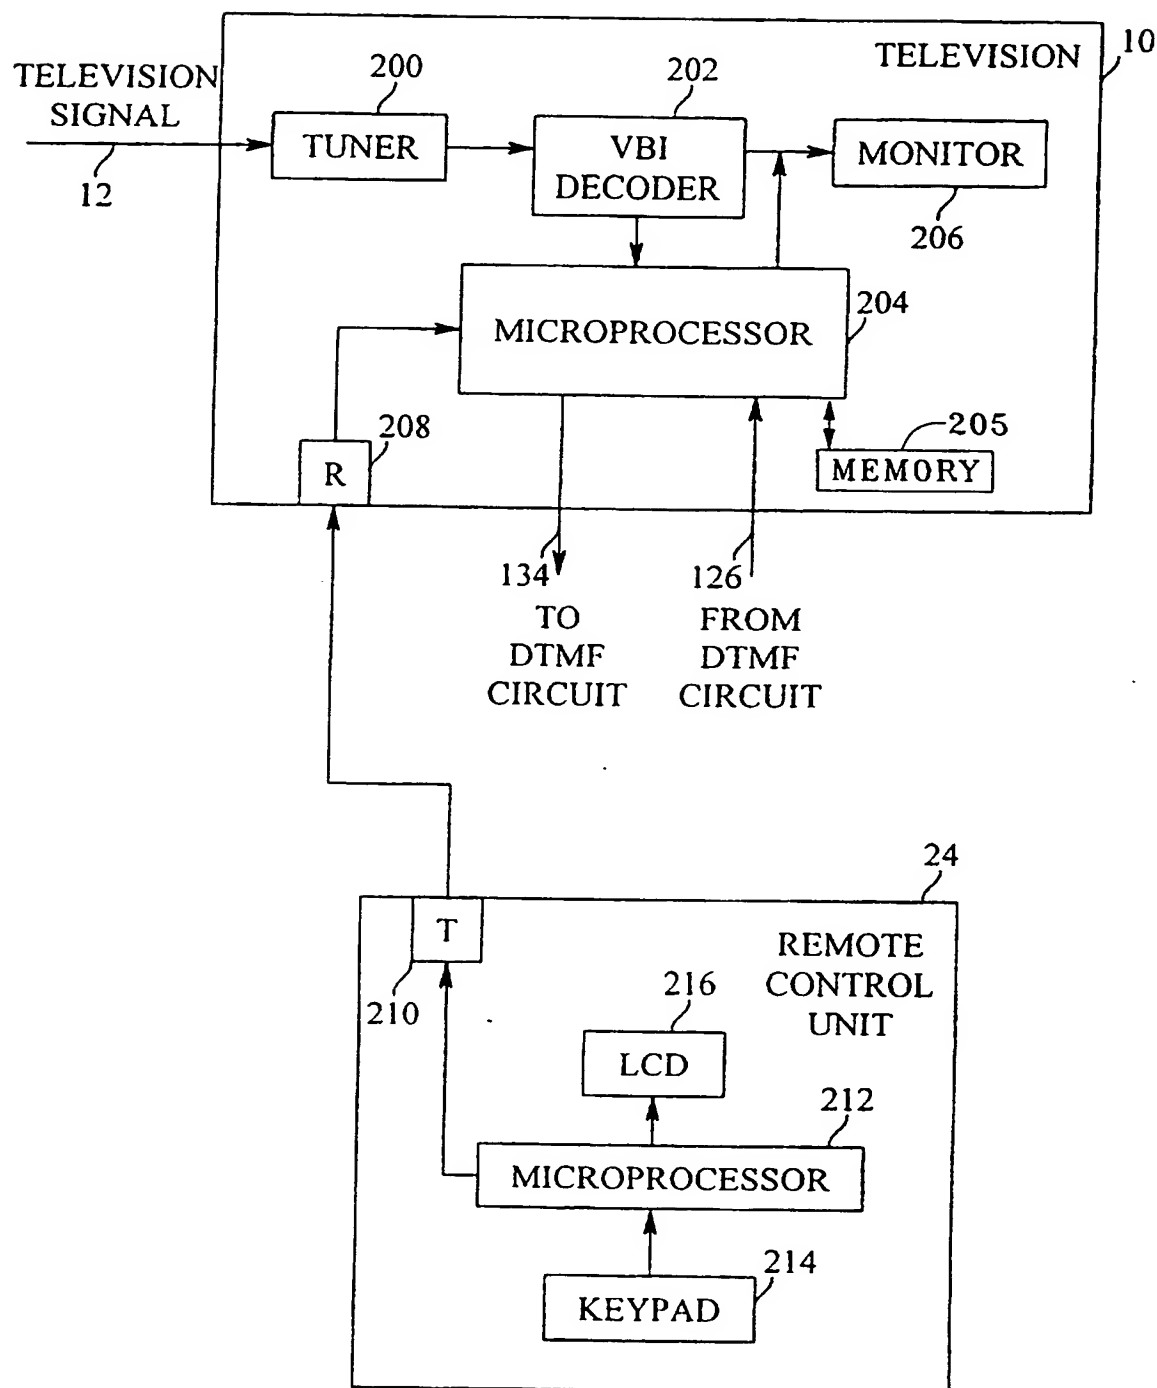 TELEVISION
10
TELEVISION
SIGNAL
12
200
TUNER
202
VBI
DECODER
MONITOR
206
204
MICROPROCESSOR
208
R
205
MEMORY
134
TO
DTMF
CIRCUIT
126
FROM
DTMF
CIRCUIT
24
T
210
REMOTE
CONTROL
UNIT
216
LCD
212
MICROPROCESSOR
214
KEYPAD